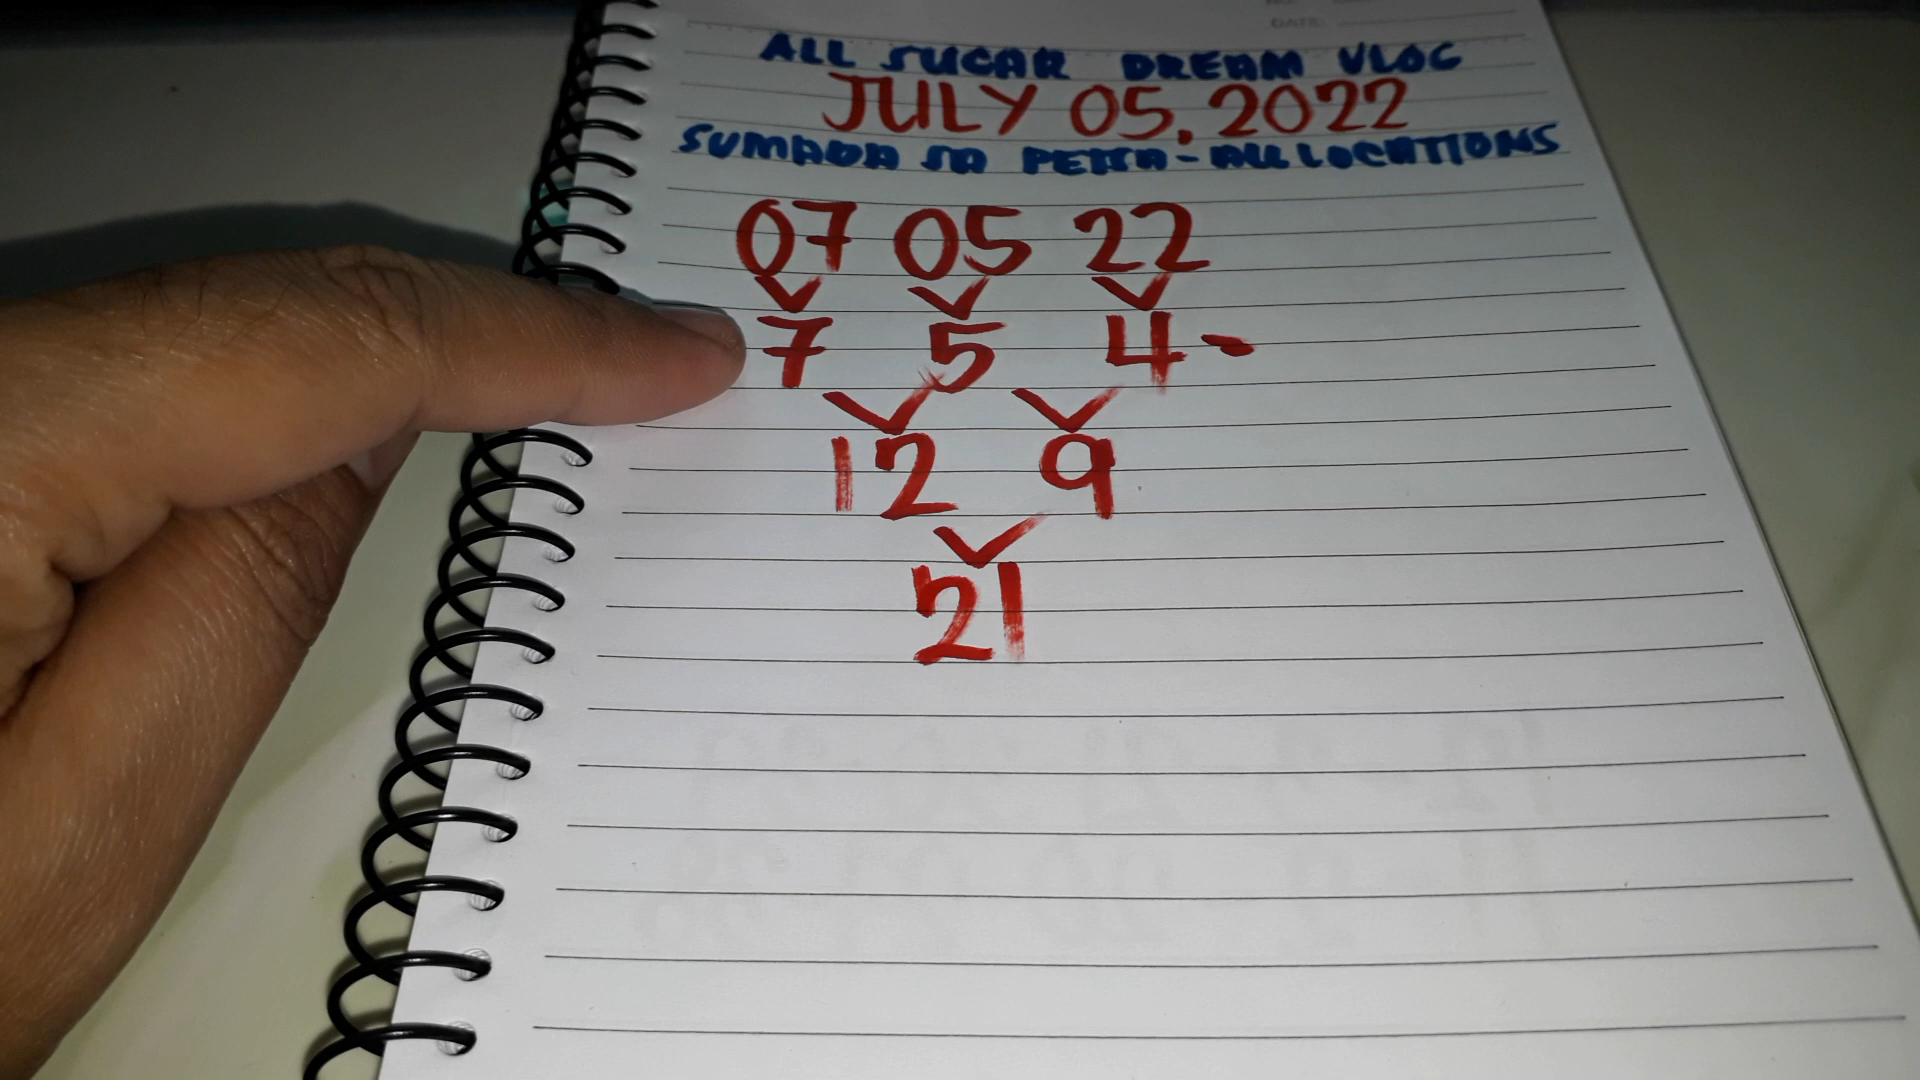 DATE:
ALL SUGAR DREAM VLOG
JULY 05, 2022
SUMADA SA PETSA - ALL LOCATIONS
07 05 22
7 5 4 -
12 9
21